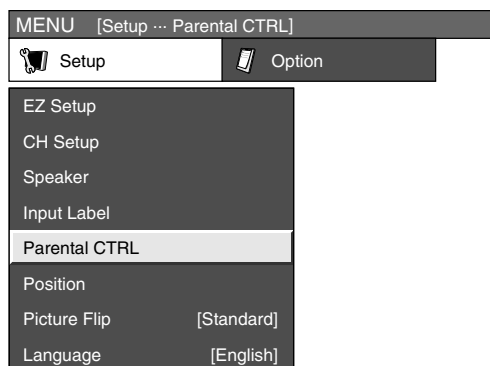 MENU [Setup ··· Parental CTRL]
Setup Option
EZ Setup
CH Setup
Speaker
Input Label
Parental CTRL
Position
Picture Flip [Standard]
Language [English]